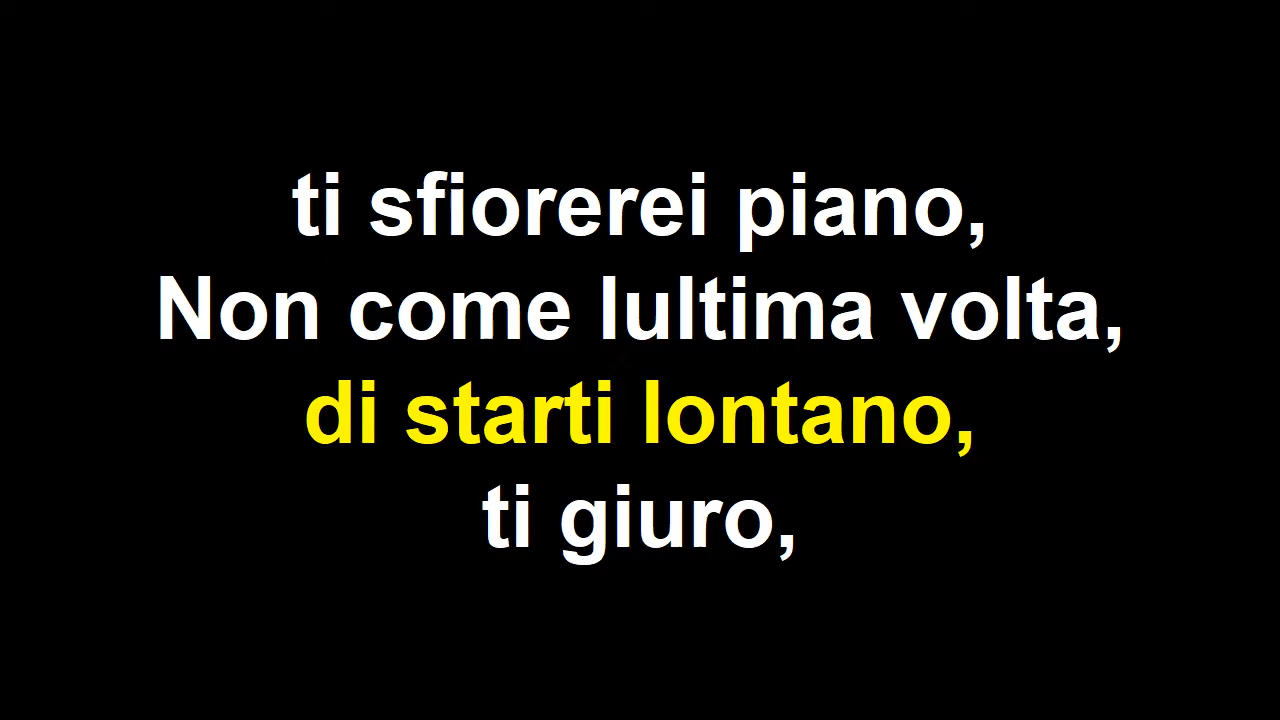 ti sfiorerei piano,
Non come lultima volta,
di starti lontano,
ti giuro,